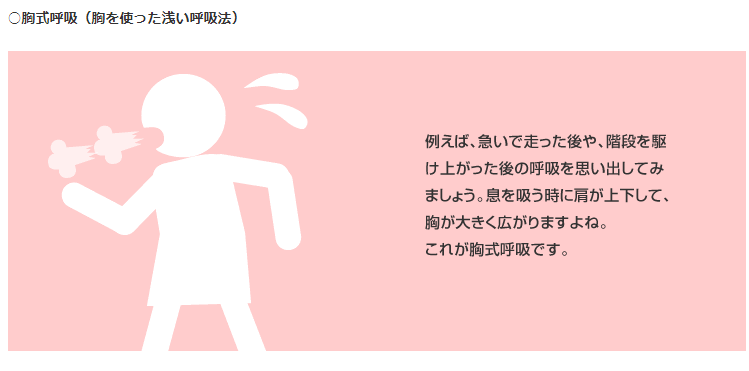 ○胸式呼吸（胸を使った浅い呼吸法）
例えば、急いで走った後や、階段を駆
け上がった後の呼吸を思い出してみ
ましょう。息を吸う時に肩が上下して、
胸が大きく広がりますよね。
これが胸式呼吸です。